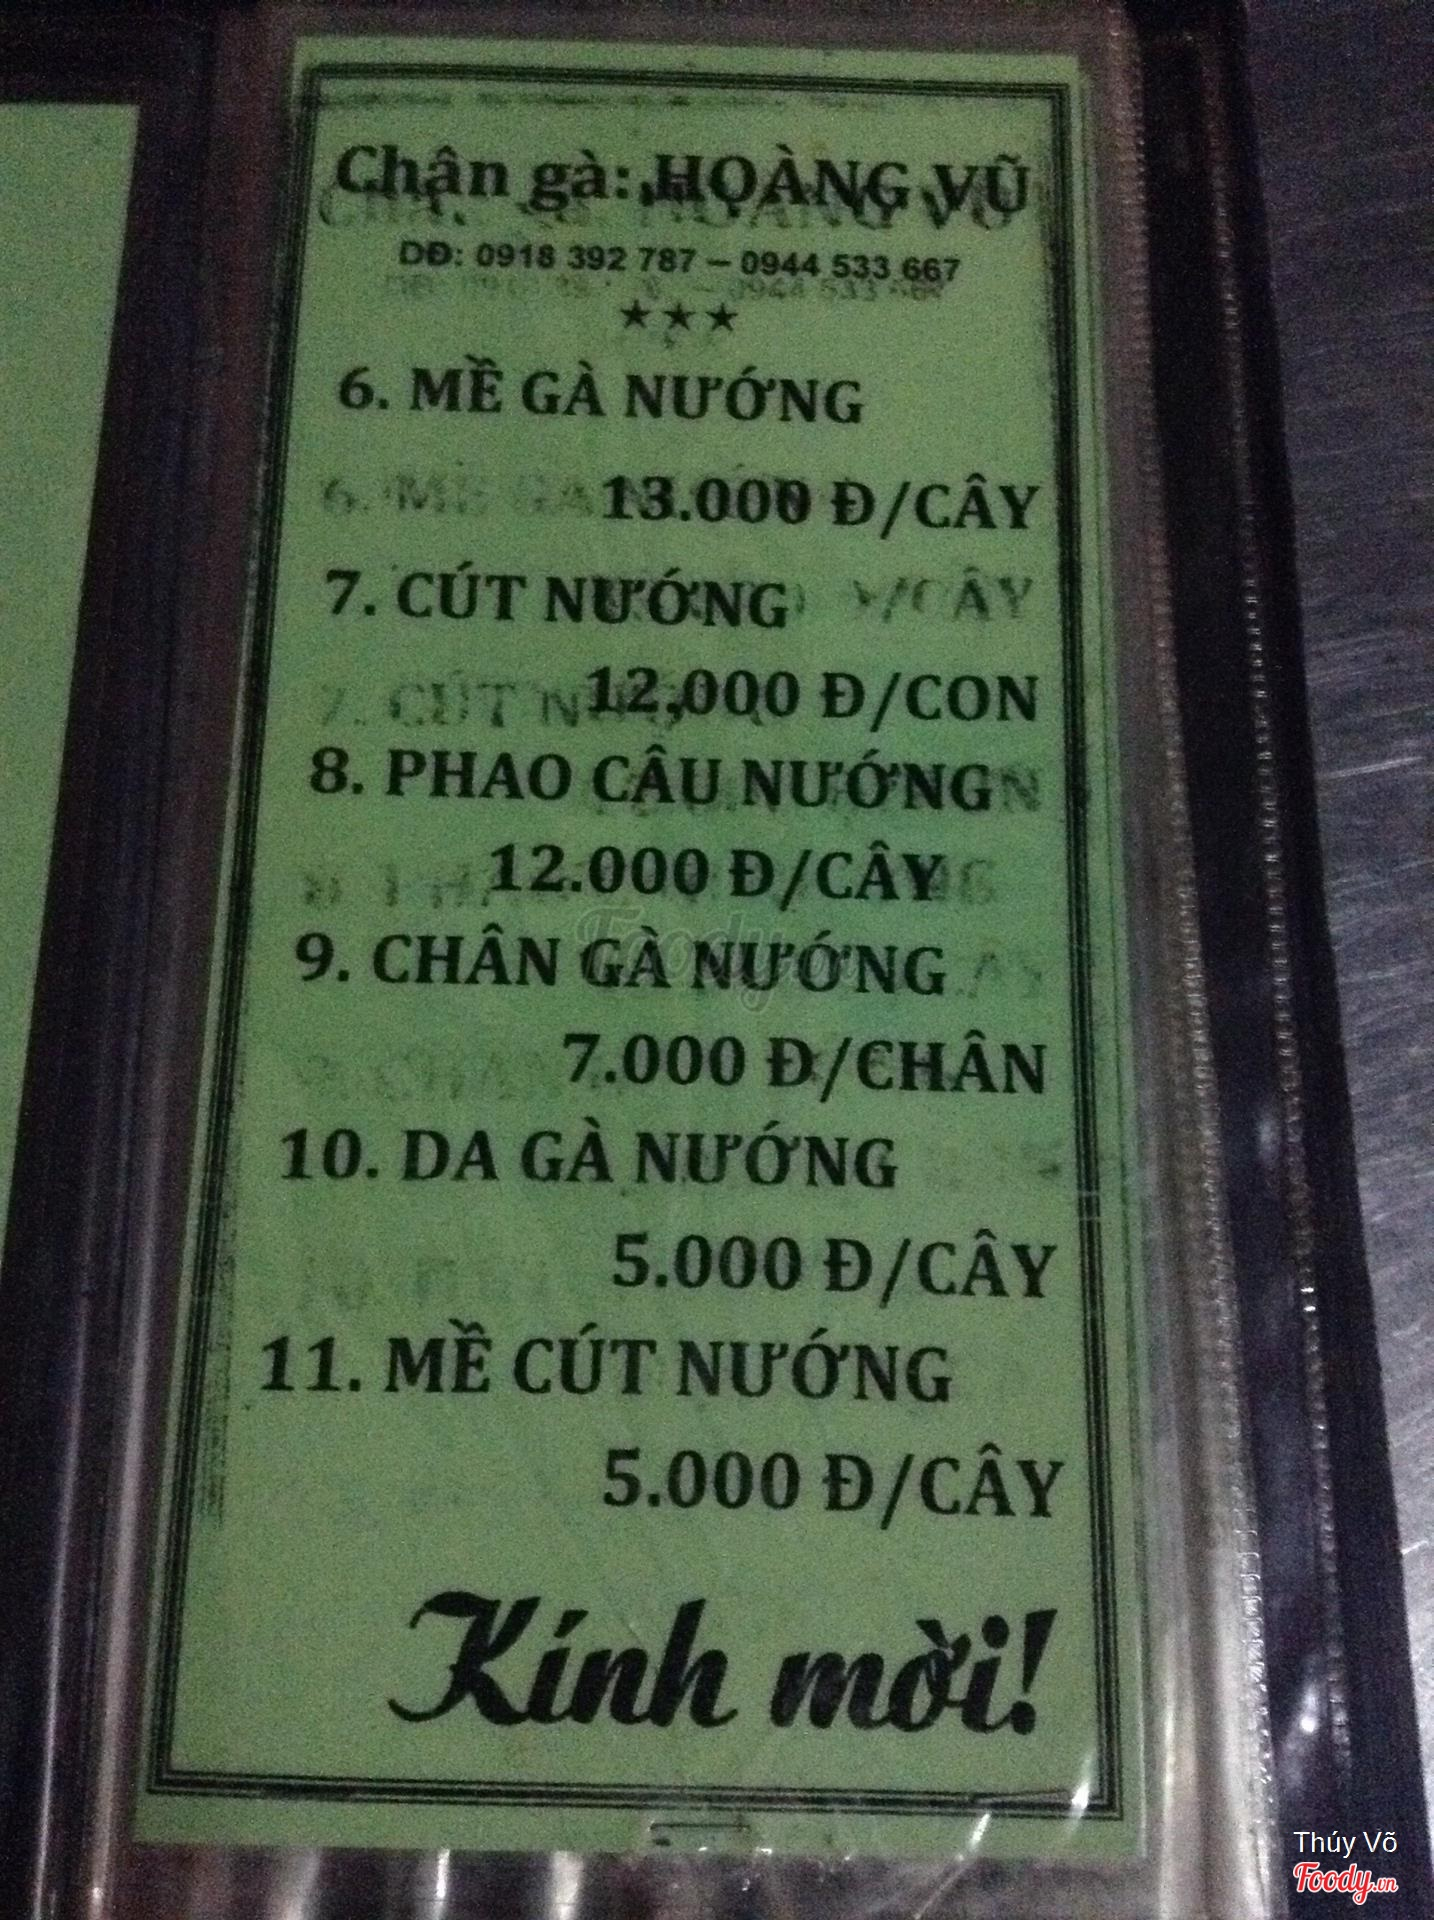 Chân gà: HOÀNG VŨ
DĐ: 0918 392 787 – 0944 533 667
★★★
6. MỀ GÀ NƯỚNG
13.000 Đ/CÂY
7. CÚT NƯỚNG
12,000 Đ/CON
8. PHAO CÂU NƯỚNG
12.000 Đ/CÂY
9. CHÂN GÀ NƯỚNG
7.000 Đ/CHÂN
10. DA GÀ NƯỚNG
5.000 Đ/CÂY
11. MỀ CÚT NƯỚNG
5.000 Đ/CÂY
Kính mời!
Foody.vn
Thúy Võ
Foody.vn